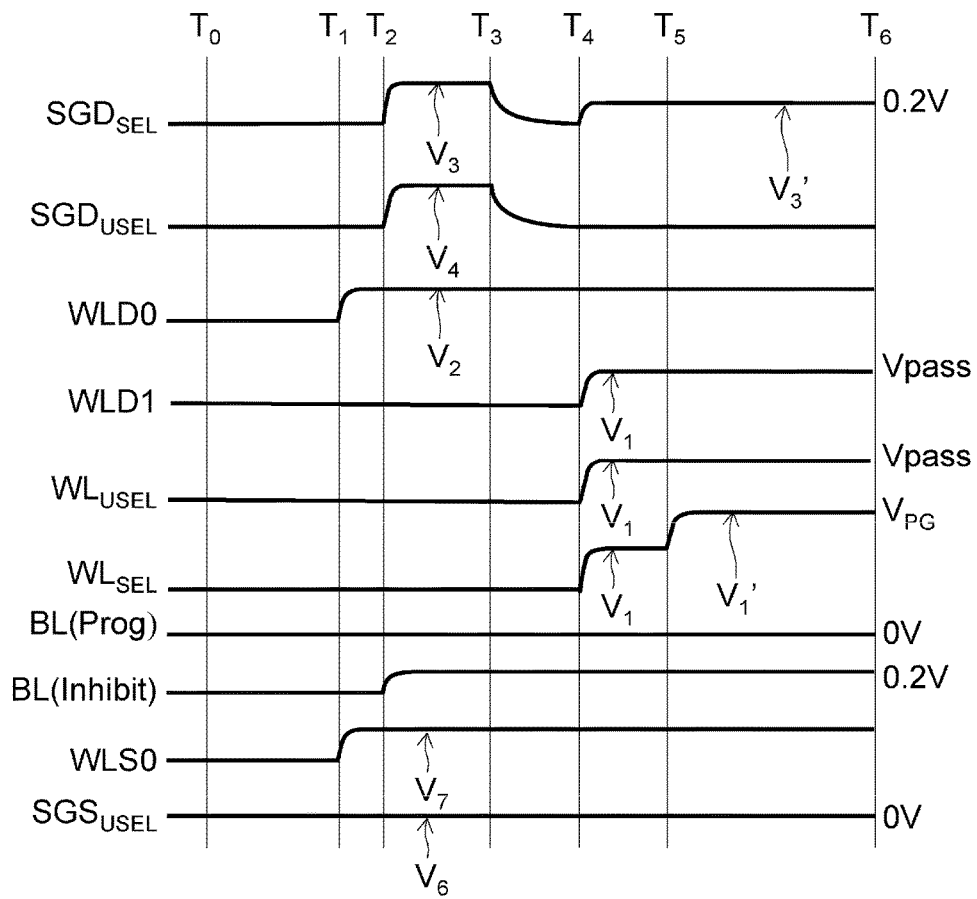 T0 T1 T2 T3 T4 T5 T6
SGDSEL 0.2V
V3 V3’
SGDUSEL
V4
WLD0
V2
WLD1 Vpass
V1
WLUSEL Vpass
V1
WLSEL VPG
V1 V1’
BL(Prog) 0V
BL(Inhibit) 0.2V
WLS0
V7
SGSUSEL 0V
V6